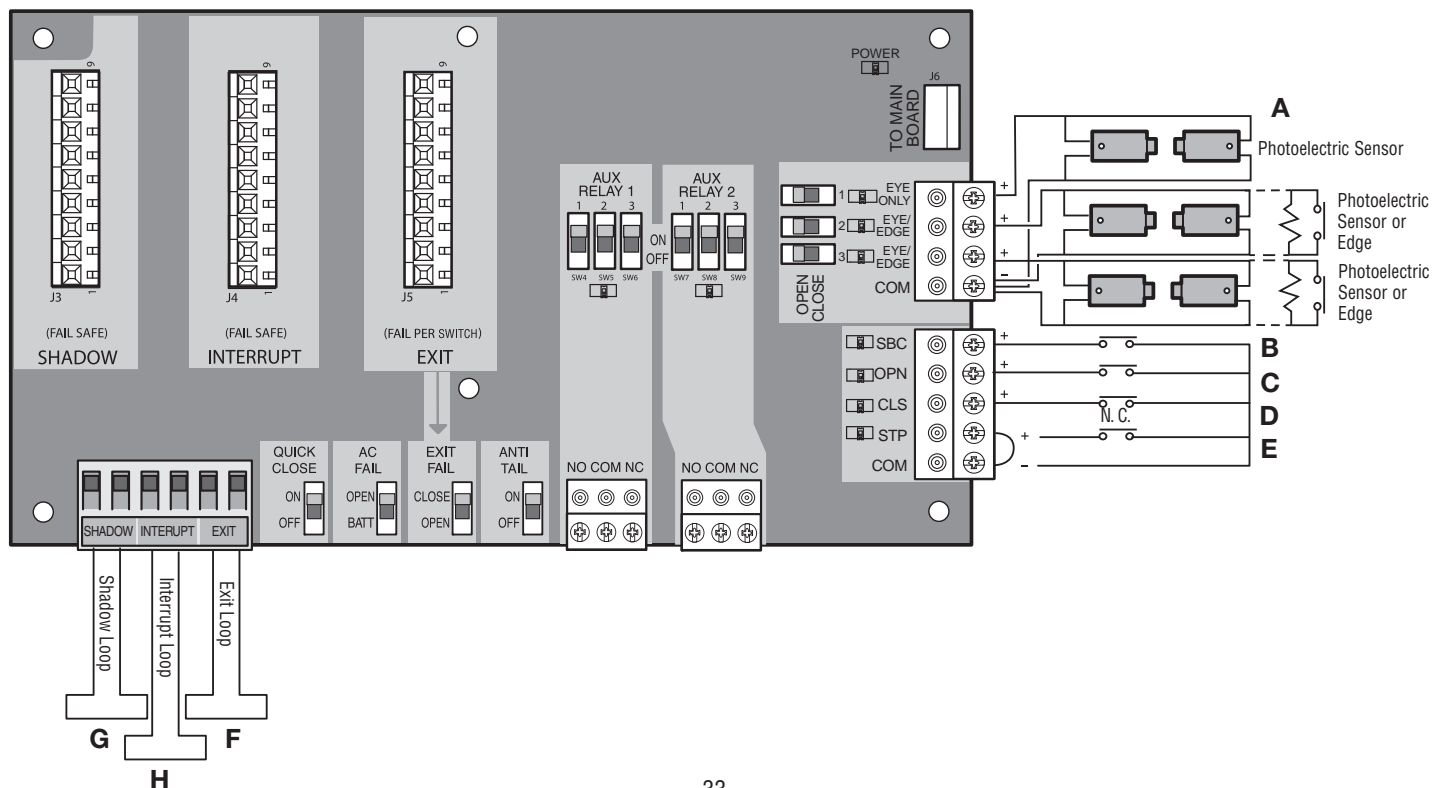 POWER
J6
TO MAIN
BOARD
9
9
9
J3
1
J4
1
J5
1
(FAIL SAFE)
SHADOW
(FAIL SAFE)
INTERRUPT
(FAIL PER SWITCH)
EXIT
AUX
RELAY 1
1 2 3
ON
OFF
SW4 SW5 SW6
AUX
RELAY 2
1 2 3
SW7 SW8 SW9
1 EYE
ONLY
2 EYE/
EDGE
3 EYE/
EDGE
COM
OPEN
CLOSE
+
+
+
–
A
Photoelectric Sensor
Photoelectric
Sensor or
Edge
Photoelectric
Sensor or
Edge
SBC
OPN
CLS
STP
COM
+
+
+
N. C.
+
–
B
C
D
E
QUICK
CLOSE
ON
OFF
AC
FAIL
OPEN
BATT
EXIT
FAIL
CLOSE
OPEN
ANTI
TAIL
ON
OFF
NO COM NC
NO COM NC
SHADOW INTERUPT EXIT
Shadow Loop
Interrupt Loop
Exit Loop
G
F
H